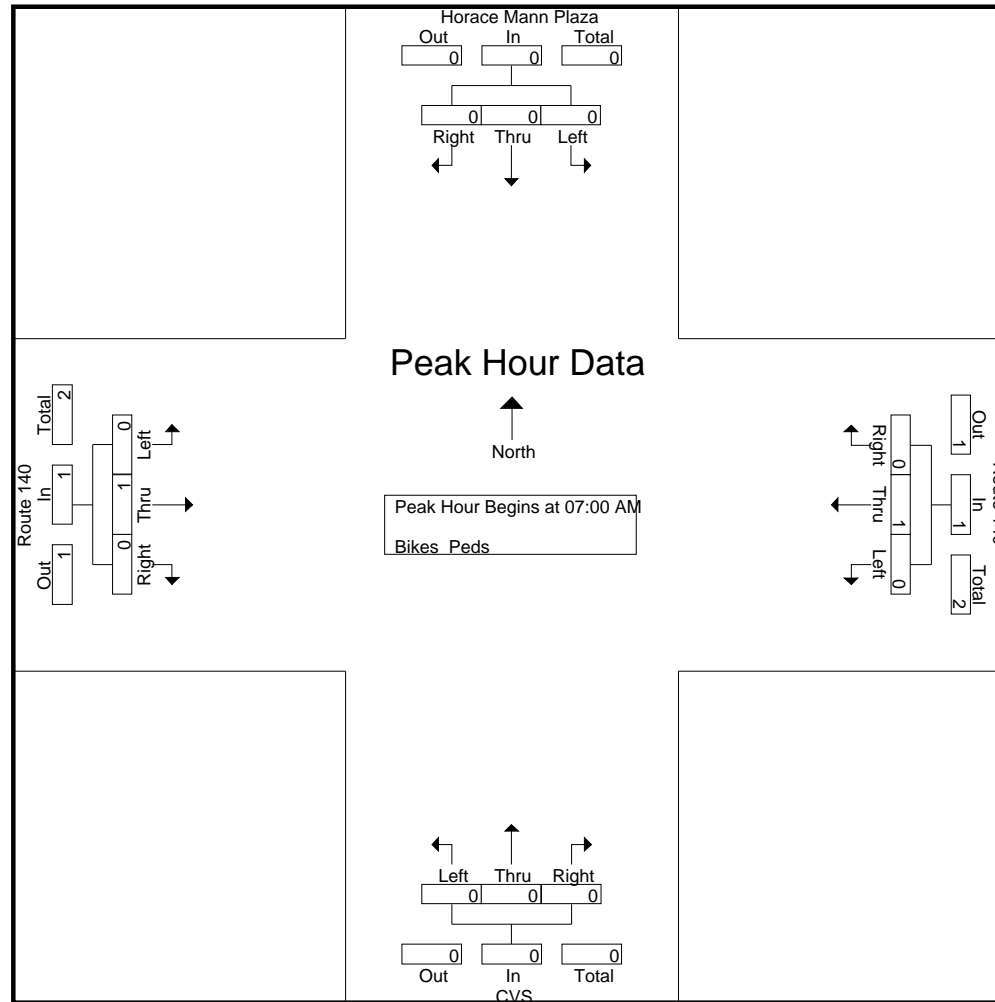 Horace Mann Plaza
Out In Total
0 0 0
0 0 0
Right Thru Left
Peak Hour Data
North
Peak Hour Begins at 07:00 AM
Bikes Peds
Route 140
Out In Total
1 1 2
0 1 0
Left Thru Right
Out In Total
1 1 2
0 1 0
Right Thru Left
Left Thru Right
0 0 0
0 0 0
Out In Total
CVS